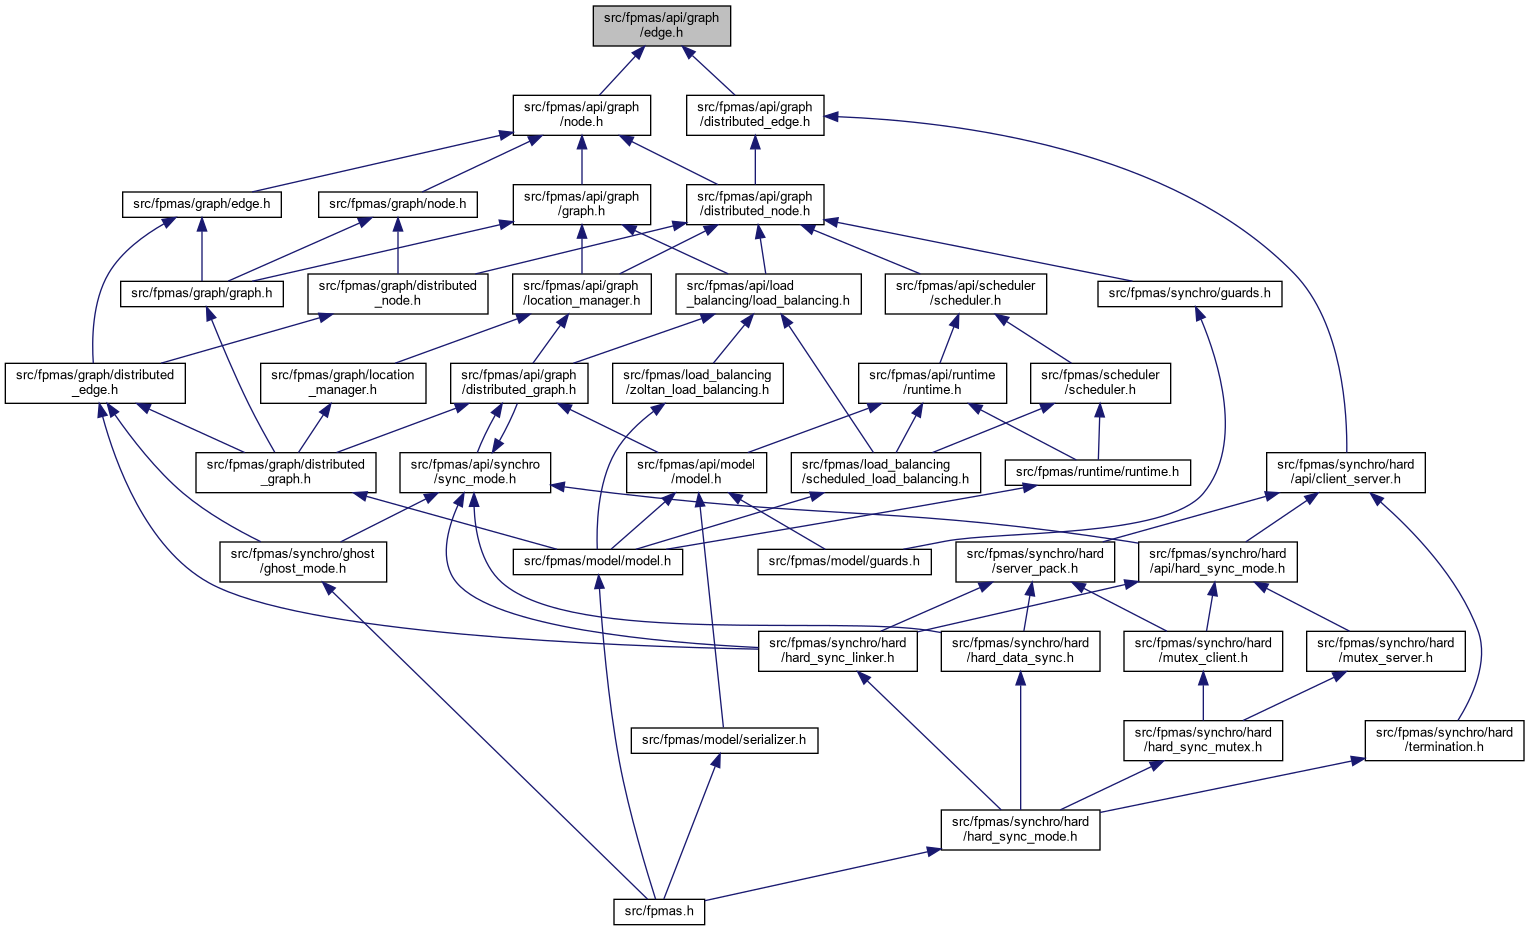 src/fpmas/api/graph
/edge.h
src/fpmas/api/graph
/node.h
src/fpmas/api/graph
/distributed_edge.h
src/fpmas/graph/edge.h
src/fpmas/graph/node.h
src/fpmas/api/graph
/graph.h
src/fpmas/api/graph
/distributed_node.h
src/fpmas/graph/graph.h
src/fpmas/graph/distributed
_node.h
src/fpmas/api/graph
/location_manager.h
src/fpmas/api/load
_balancing/load_balancing.h
src/fpmas/api/scheduler
/scheduler.h
src/fpmas/synchro/guards.h
src/fpmas/graph/distributed
_edge.h
src/fpmas/graph/location
_manager.h
src/fpmas/api/graph
/distributed_graph.h
src/fpmas/load_balancing
/zoltan_load_balancing.h
src/fpmas/api/runtime
/runtime.h
src/fpmas/scheduler
/scheduler.h
src/fpmas/graph/distributed
_graph.h
src/fpmas/api/synchro
/sync_mode.h
src/fpmas/api/model
/model.h
src/fpmas/load_balancing
/scheduled_load_balancing.h
src/fpmas/runtime/runtime.h
src/fpmas/synchro/hard
/api/client_server.h
src/fpmas/synchro/ghost
/ghost_mode.h
src/fpmas/model/model.h
src/fpmas/model/guards.h
src/fpmas/synchro/hard
/server_pack.h
src/fpmas/synchro/hard
/api/hard_sync_mode.h
src/fpmas/synchro/hard
/hard_sync_linker.h
src/fpmas/synchro/hard
/hard_data_sync.h
src/fpmas/synchro/hard
/mutex_client.h
src/fpmas/synchro/hard
/mutex_server.h
src/fpmas/model/serializer.h
src/fpmas/synchro/hard
/hard_sync_mutex.h
src/fpmas/synchro/hard
/termination.h
src/fpmas/synchro/hard
/hard_sync_mode.h
src/fpmas.h